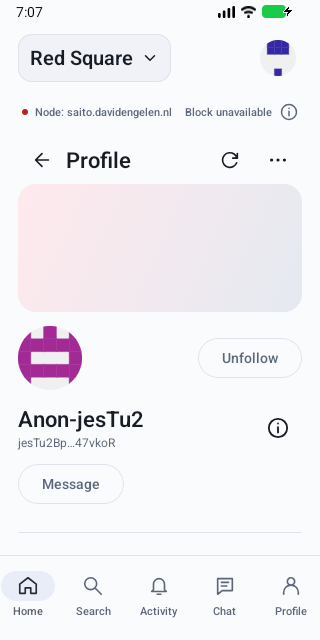 7:07
Red Square
Node: saito.davidengelen.nl Block unavailable
Profile
Unfollow
Anon-jesTu2
jesTu2Bp...47vkoR
Message
Home Search Activity Chat Profile